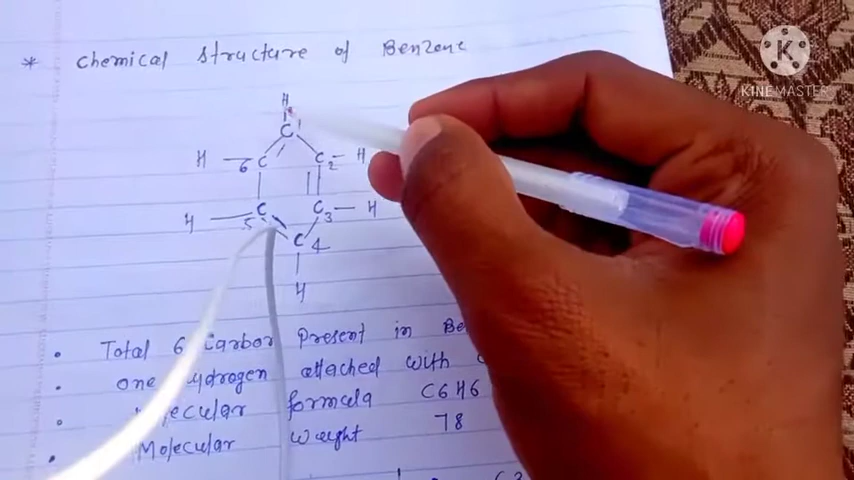 * Chemical structure of Benzene
H
C 1
H 6 C C 2 H
H C 5 C 3 H
C 4
H
• Total 6 Carbon Present in
• One Hydrogen attached with
• Molecular formula C6H6
• Molecular weight 78
K
KINEMASTER